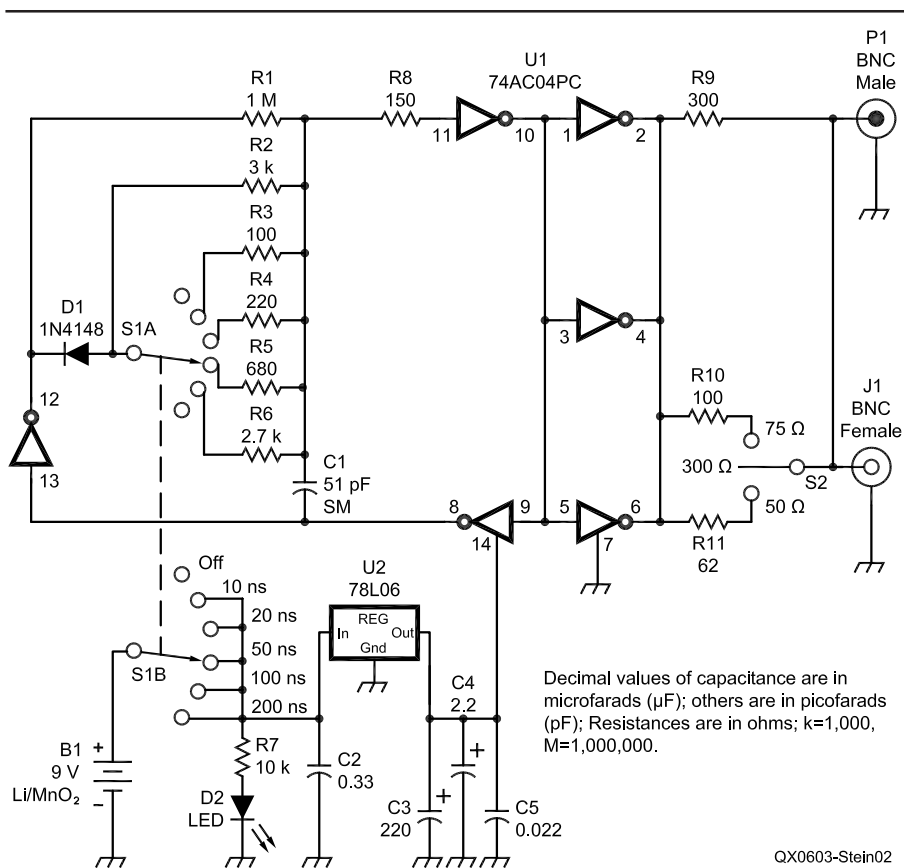 P1
BNC
Male
U1
74AC04PC
R1
1 M
R8
150
R9
300
11
10
1
2
R2
3 k
R3
100
D1
1N4148
S1A
R4
220
3
4
R5
680
R10
100
J1
BNC
Female
12
R6
2.7 k
75 Ω
300 Ω
S2
13
C1
51 pF
SM
8
9
14
5
6
7
50 Ω
R11
62
Off
10 ns
20 ns
50 ns
100 ns
200 ns
S1B
U2
78L06
REG
In
Out
Gnd
Decimal values of capacitance are in
microfarads (µF); others are in picofarads
(pF); Resistances are in ohms; k=1,000,
M=1,000,000.
C4
2.2
+
B1
9 V
Li/MnO₂
+
–
R7
10 k
C2
0.33
D2
LED
C3
220
+
C5
0.022
QX0603-Stein02